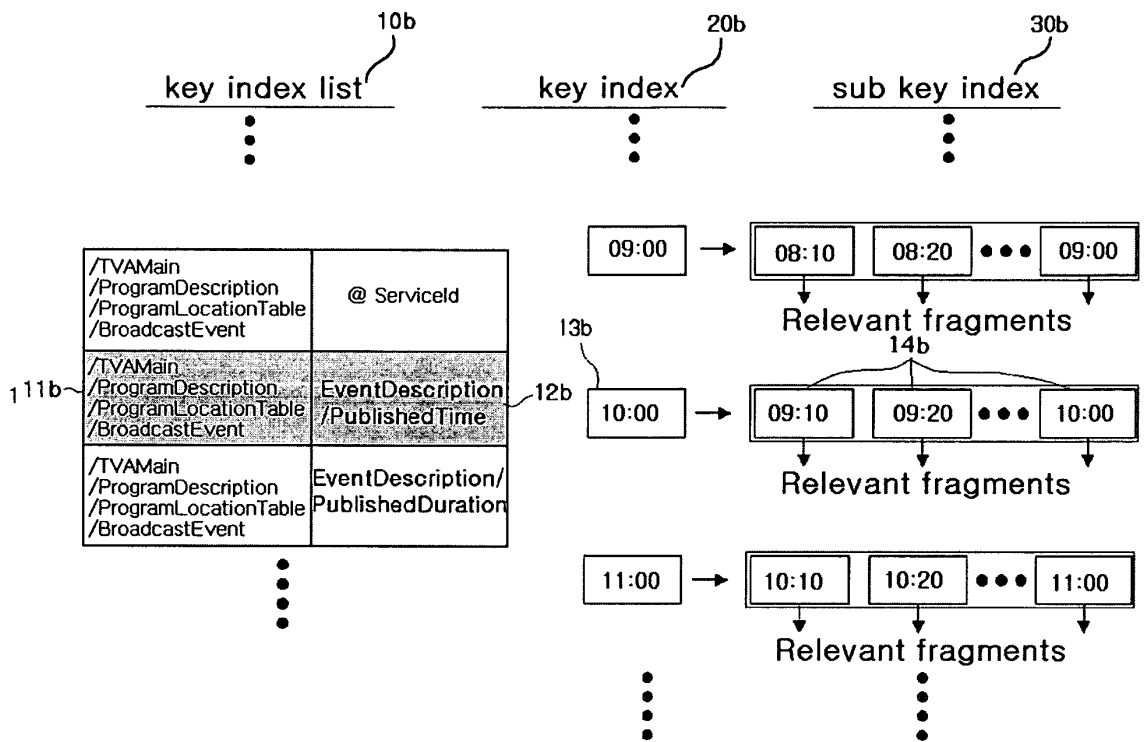 10b
20b
30b
key index list
key index
sub key index
09:00
08:10
08:20
09:00
Relevant fragments
/TVAMain
/ProgramDescription
/ProgramLocationTable
/BroadcastEvent
@ ServiceId
13b
14b
1 11b
/TVAMain
/ProgramDescription
/ProgramLocationTable
/BroadcastEvent
EventDescription
/PublishedTime
12b
10:00
09:10
09:20
10:00
Relevant fragments
/TVAMain
/ProgramDescription
/ProgramLocationTable
/BroadcastEvent
EventDescription/
PublishedDuration
11:00
10:10
10:20
11:00
Relevant fragments